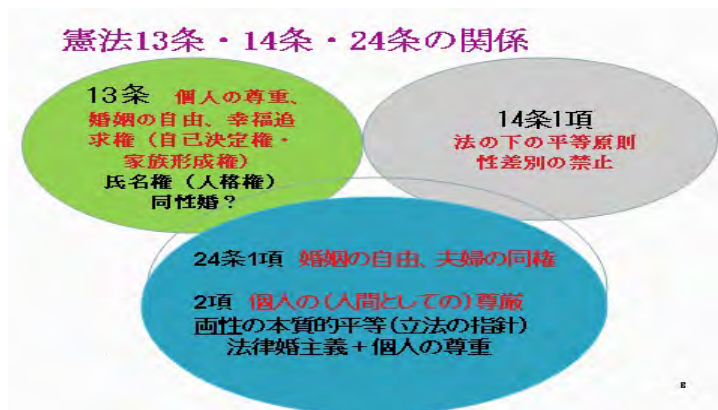 憲法13条・14条・24条の関係
13条 個人の尊重、
婚姻の自由、幸福追
求権（自己決定権・
家族形成権）
氏名権（人格権）
同性婚？
14条1項
法の下の平等原則
性差別の禁止
24条1項 婚姻の自由、夫婦の同権
2項 個人の（人間としての）尊厳
両性の本質的平等（立法の指針）
法律婚主義＋個人の尊重